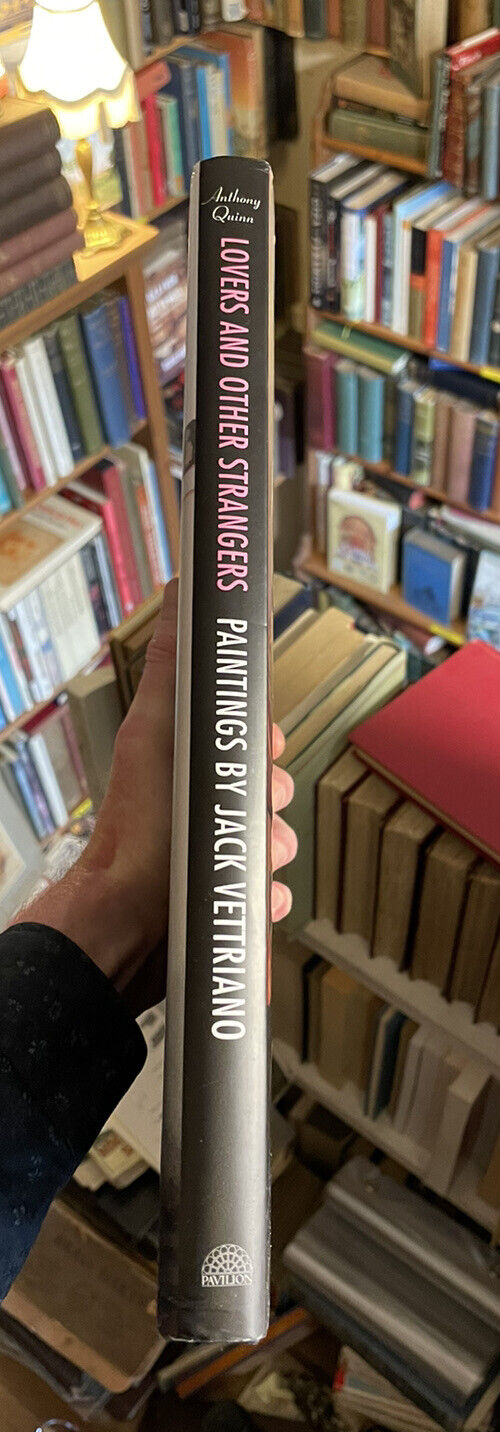 Anthony
Quinn
LOVERS AND OTHER STRANGERS PAINTINGS BY JACK VETTRIANO
PAVILION